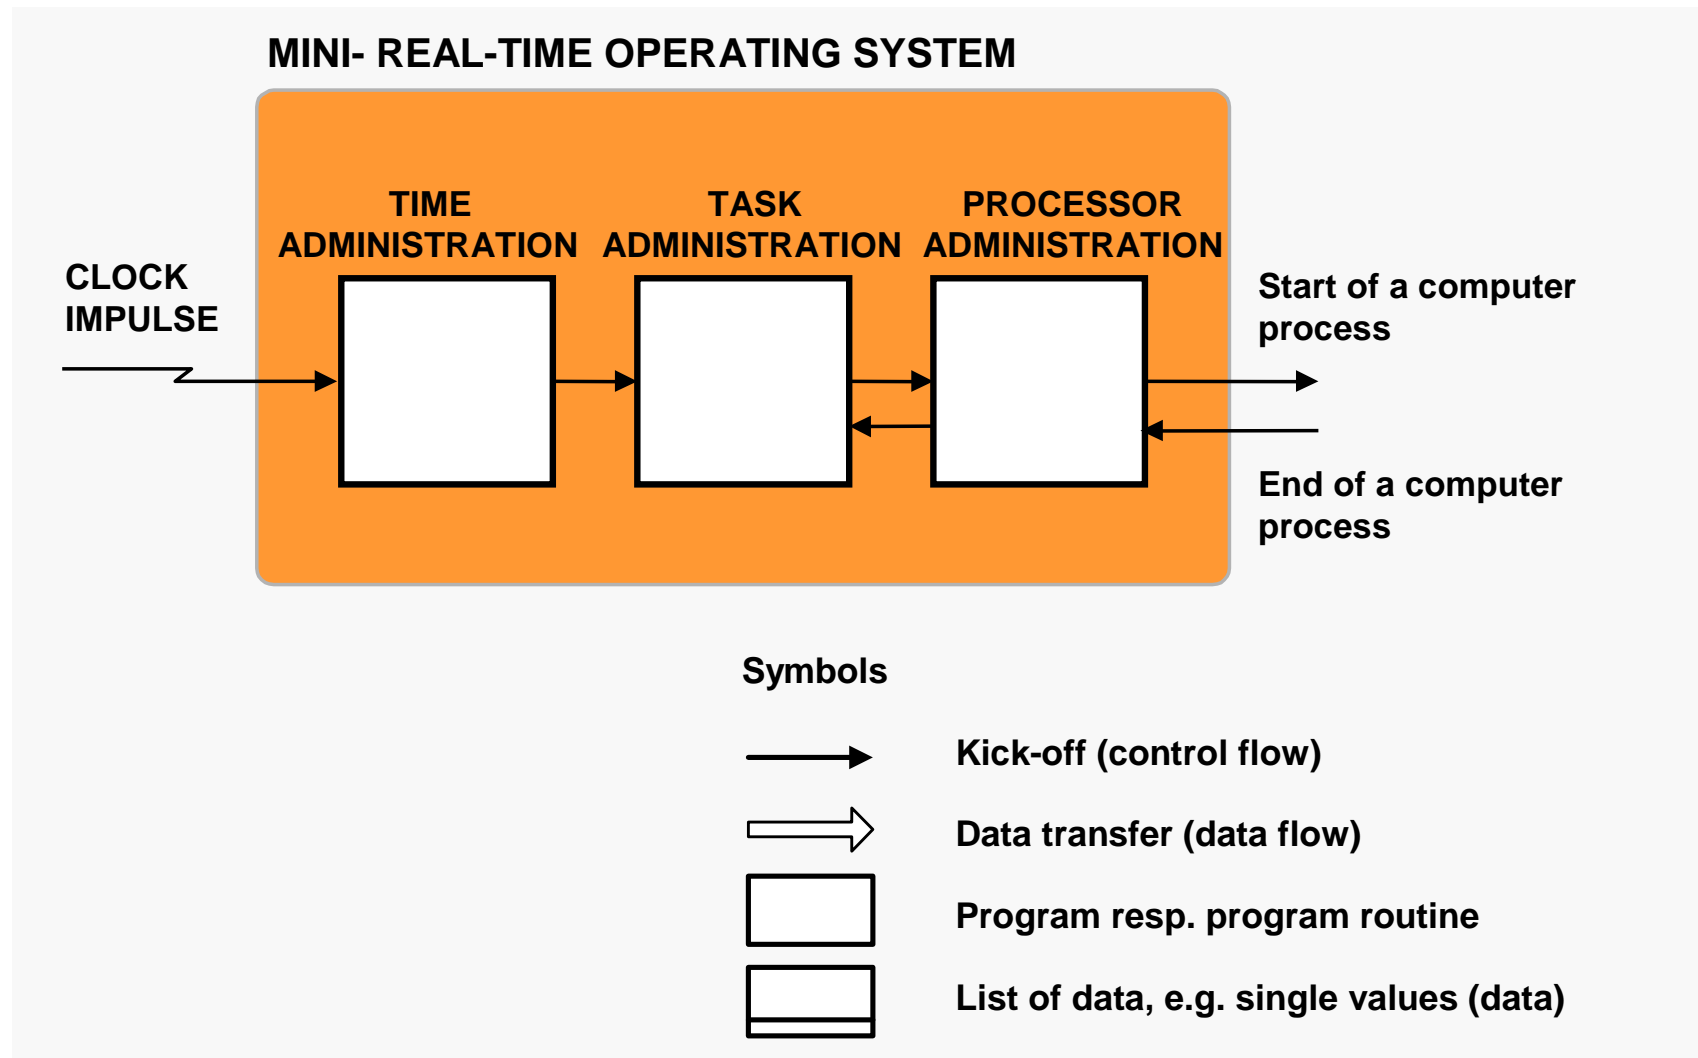 MINI- REAL-TIME OPERATING SYSTEM
TIME
ADMINISTRATION
TASK
ADMINISTRATION
PROCESSOR
ADMINISTRATION
CLOCK
IMPULSE
Start of a computer
process
End of a computer
process
Symbols
Kick-off (control flow)
Data transfer (data flow)
Program resp. program routine
List of data, e.g. single values (data)